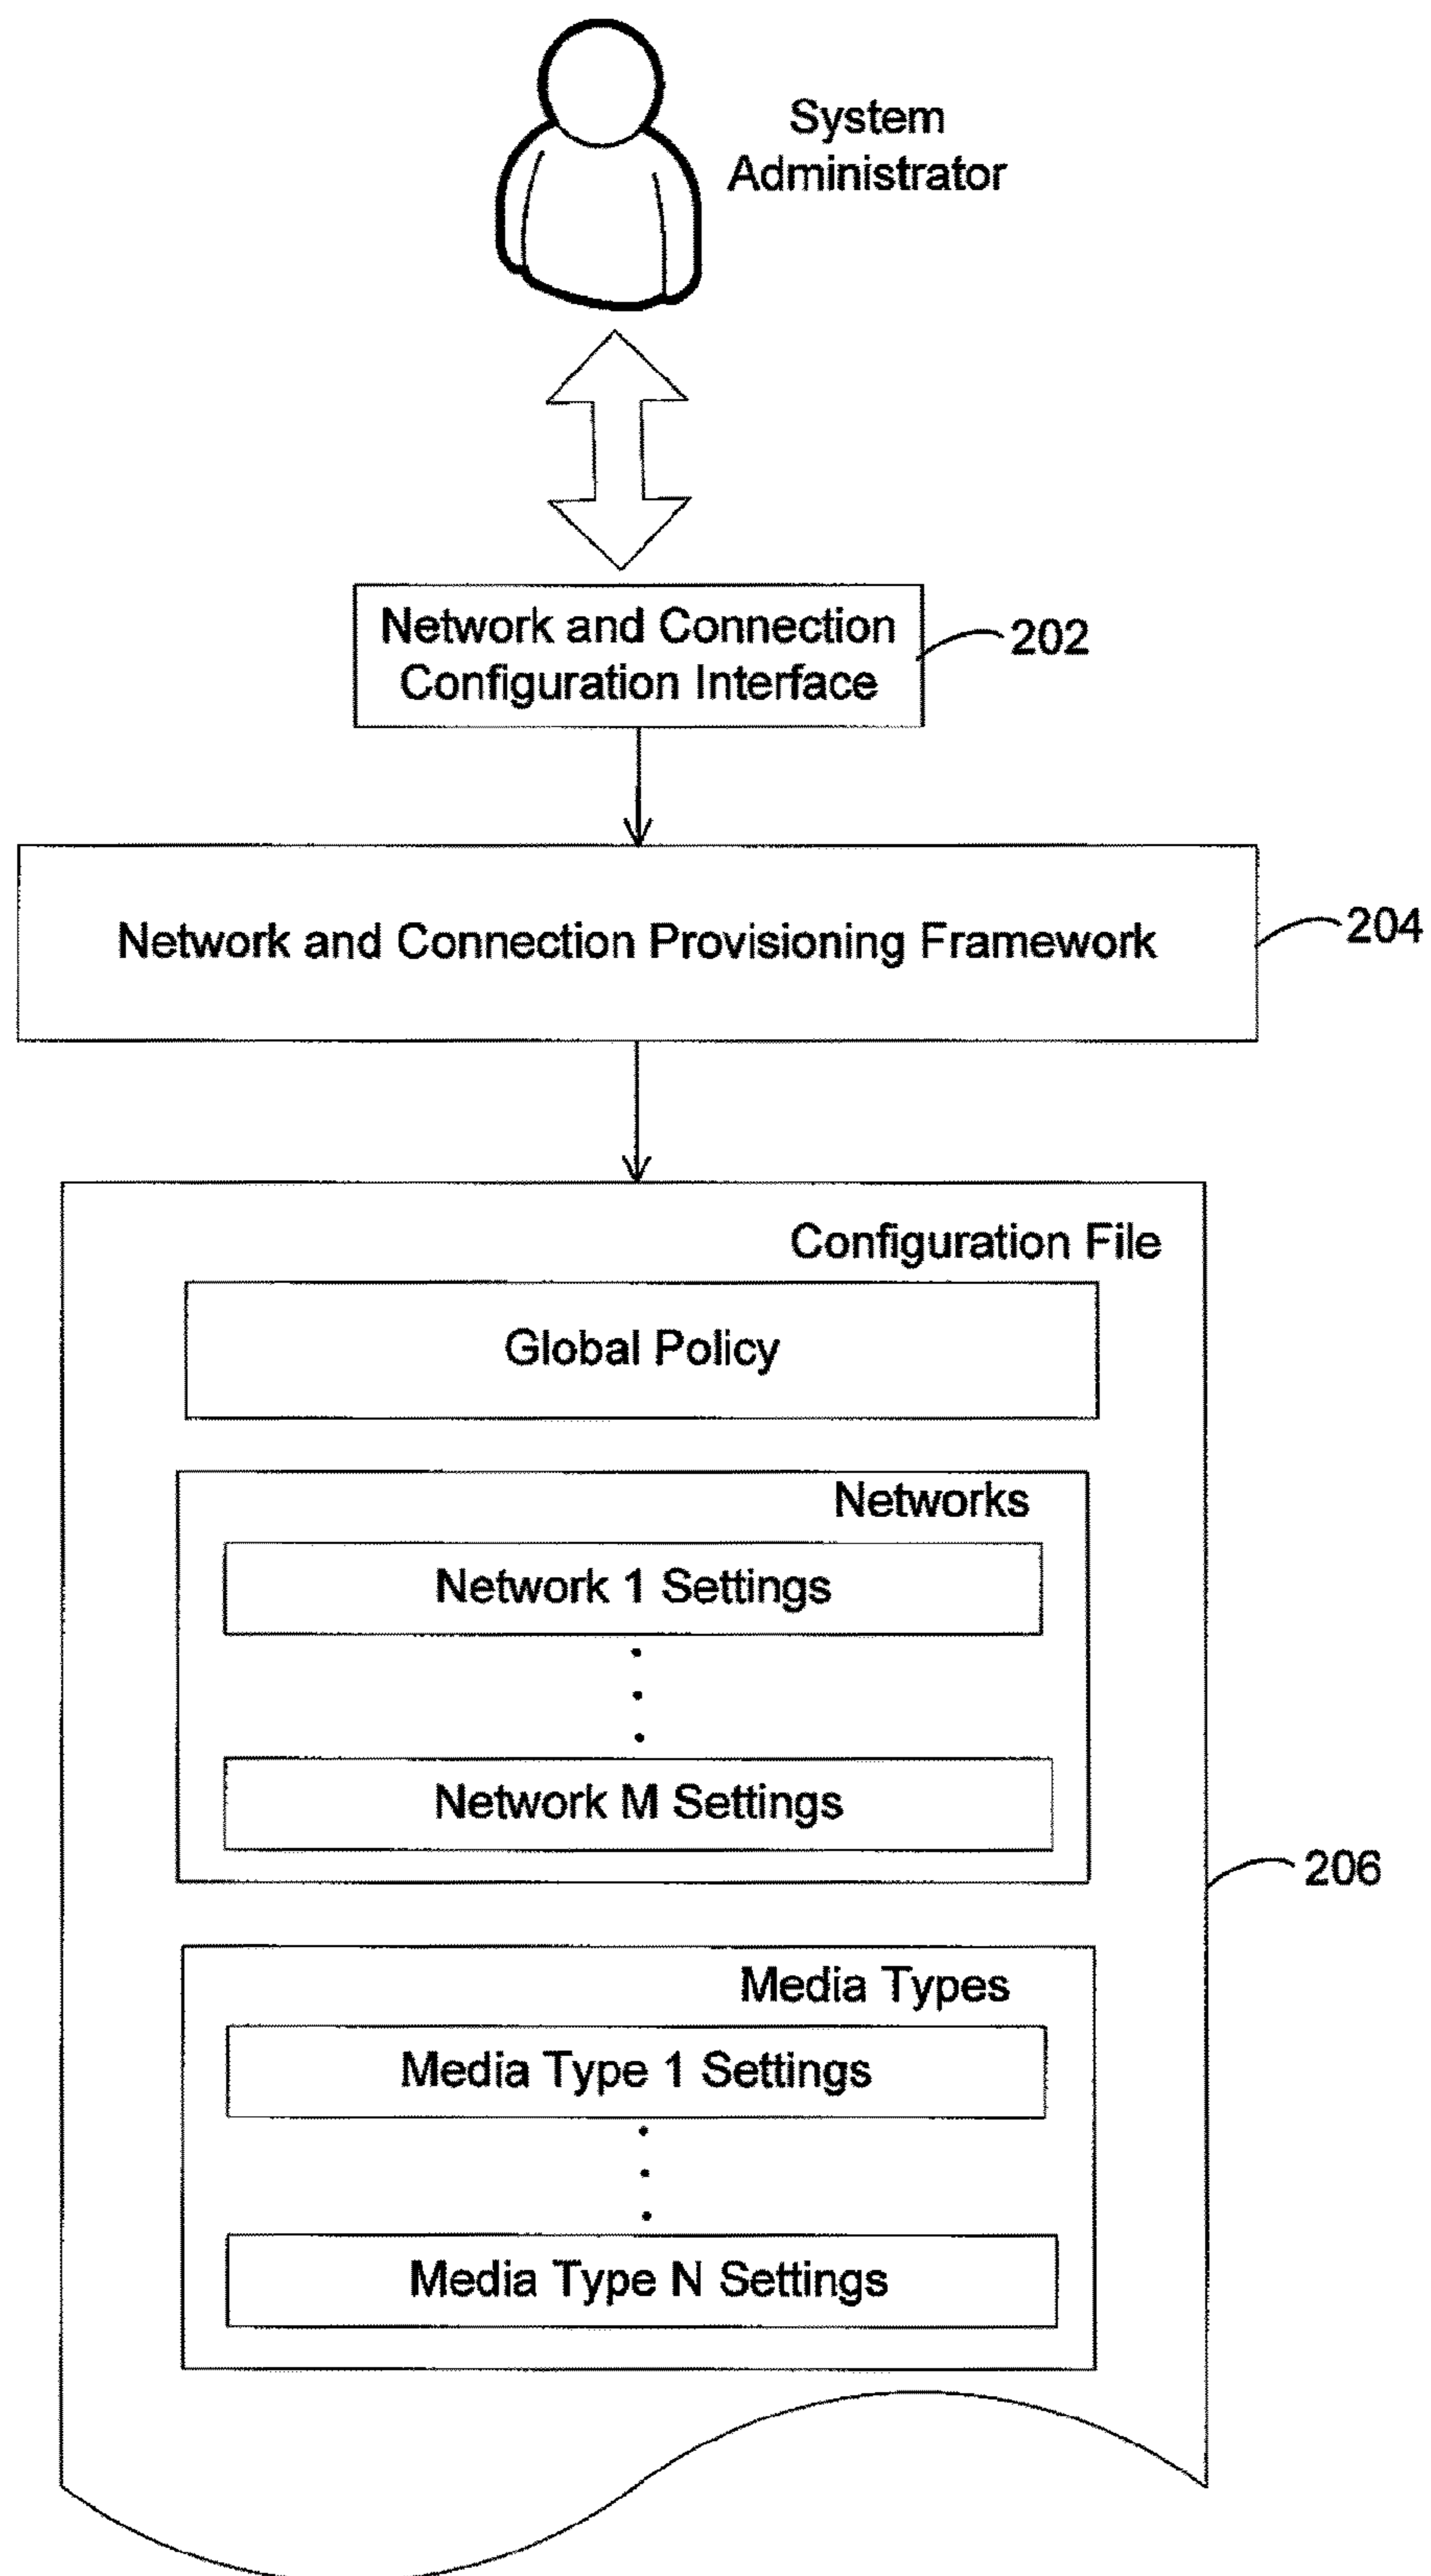 System
Administrator
Network and Connection
Configuration Interface
202
Network and Connection Provisioning Framework
204
Configuration File
Global Policy
Networks
Network 1 Settings
Network M Settings
206
Media Types
Media Type 1 Settings
Media Type N Settings